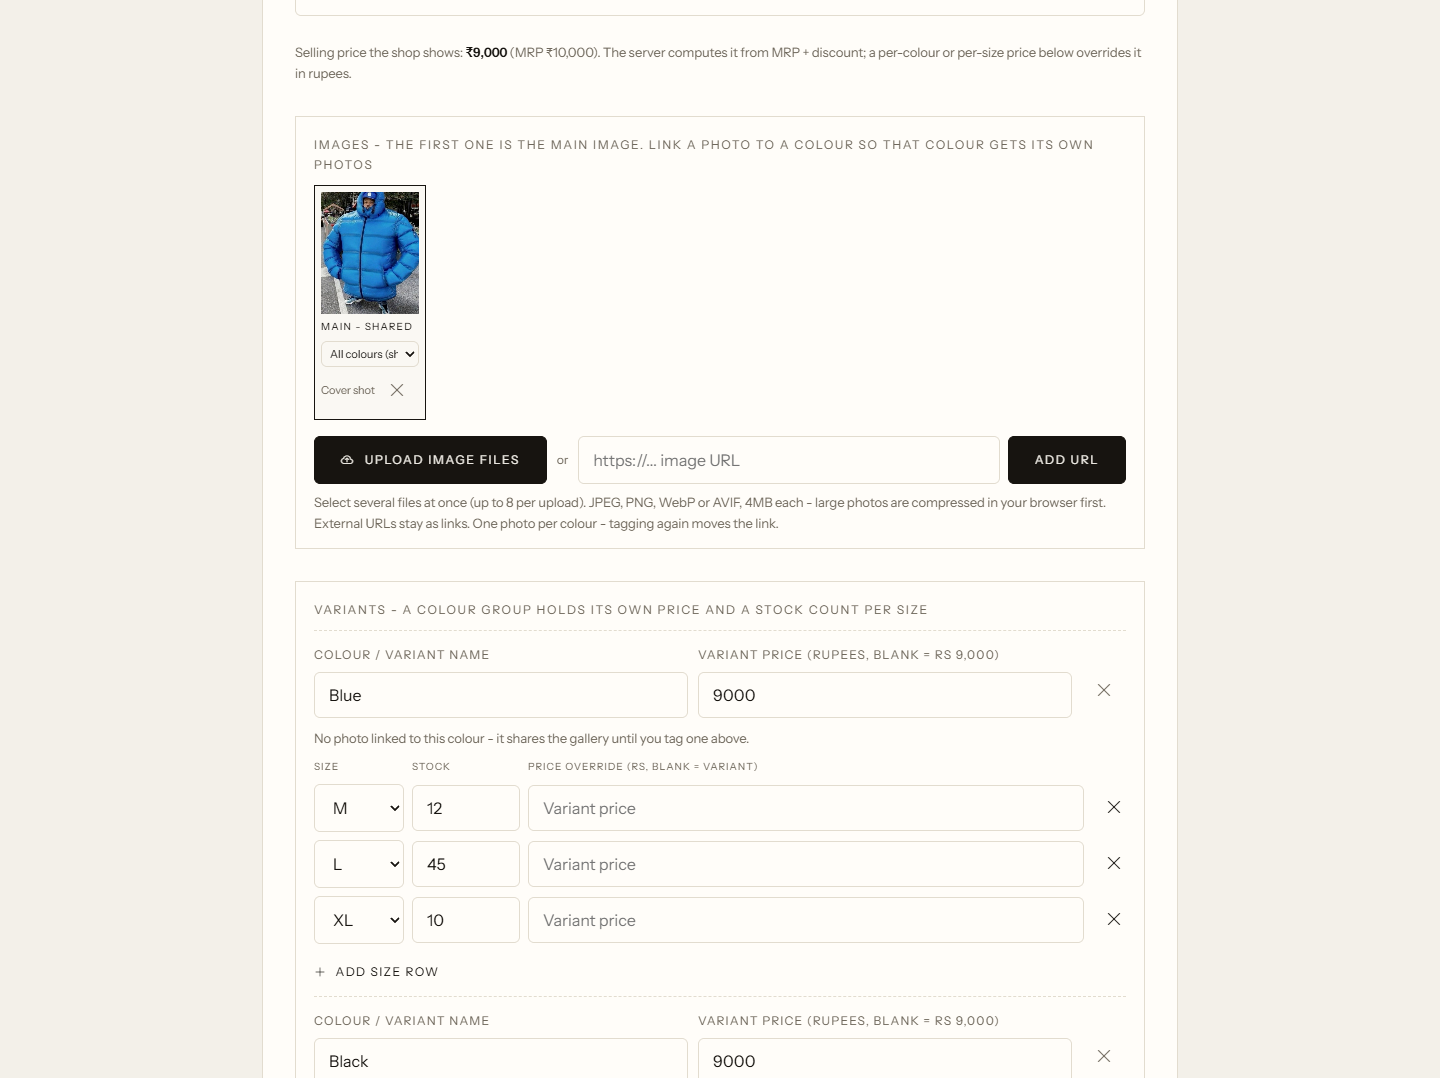 Selling price the shop shows: ₹9,000 (MRP ₹10,000). The server computes it from MRP + discount; a per-colour or per-size price below overrides it
in rupees.
IMAGES - THE FIRST ONE IS THE MAIN IMAGE. LINK A PHOTO TO A COLOUR SO THAT COLOUR GETS ITS OWN
PHOTOS
MAIN - SHARED
All colours (sh
Cover shot
UPLOAD IMAGE FILES
or
https://... image URL
ADD URL
Select several files at once (up to 8 per upload). JPEG, PNG, WebP or AVIF, 4MB each - large photos are compressed in your browser first.
External URLs stay as links. One photo per colour - tagging again moves the link.
VARIANTS - A COLOUR GROUP HOLDS ITS OWN PRICE AND A STOCK COUNT PER SIZE
COLOUR / VARIANT NAME VARIANT PRICE (RUPEES, BLANK = RS 9,000)
Blue 9000
No photo linked to this colour - it shares the gallery until you tag one above.
SIZE STOCK PRICE OVERRIDE (RS, BLANK = VARIANT)
M 12 Variant price
L 45 Variant price
XL 10 Variant price
+ ADD SIZE ROW
COLOUR / VARIANT NAME VARIANT PRICE (RUPEES, BLANK = RS 9,000)
Black 9000